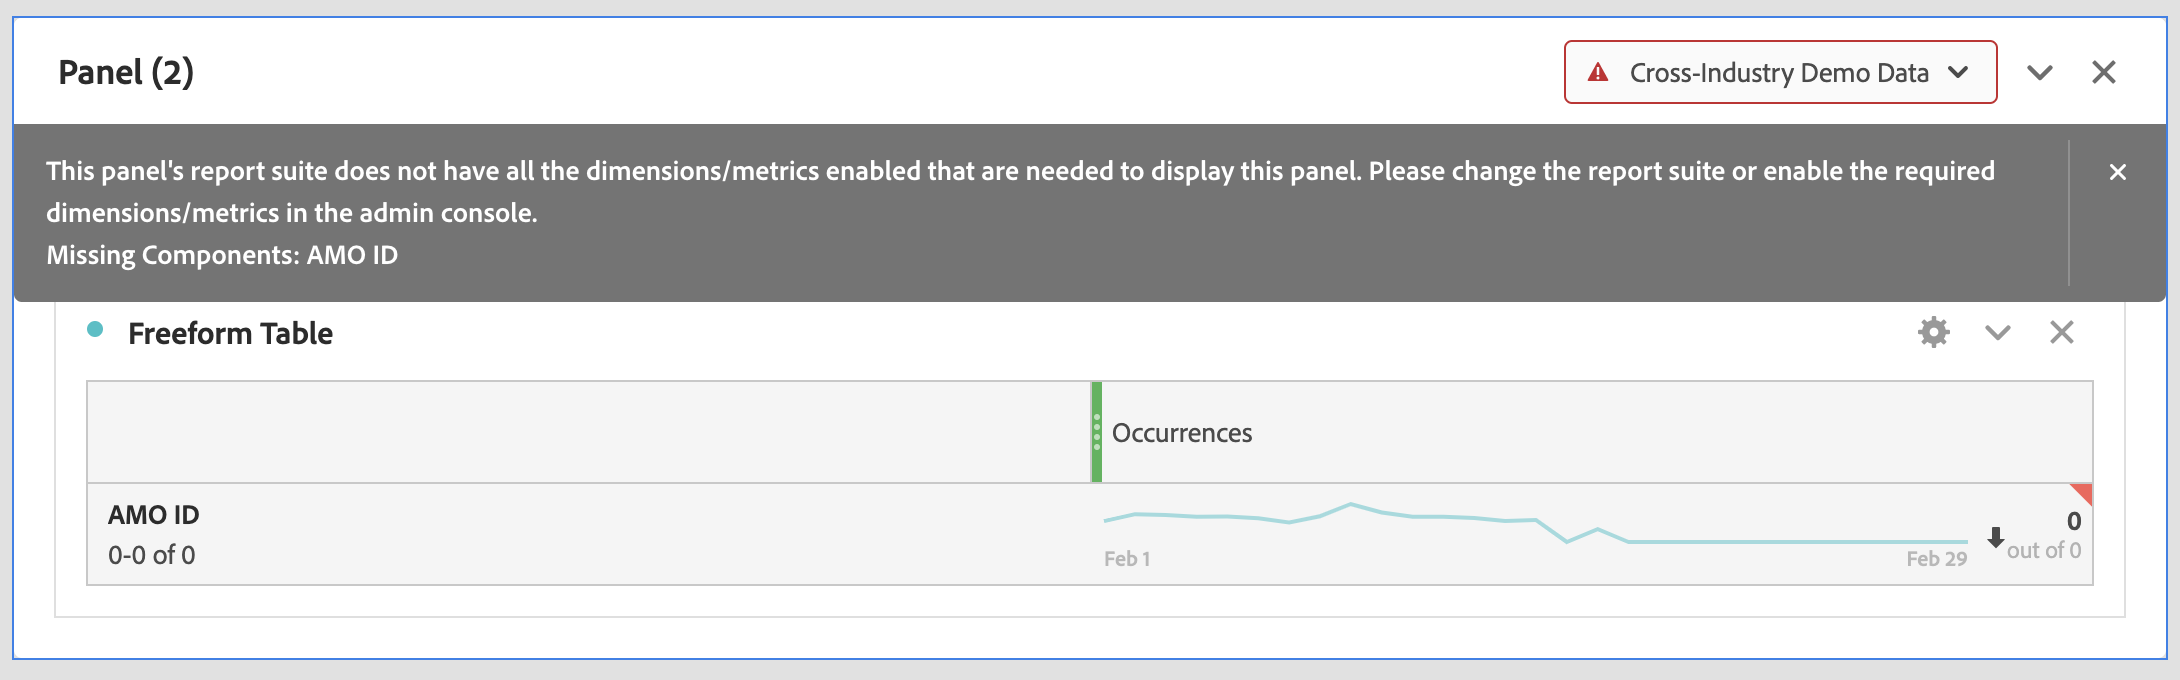 Panel (2)
Cross-Industry Demo Data
This panel's report suite does not have all the dimensions/metrics enabled that are needed to display this panel. Please change the report suite or enable the required
dimensions/metrics in the admin console.
Missing Components: AMO ID
Freeform Table
Occurrences
AMO ID
0-0 of 0
Feb 1
Feb 29
0
out of 0